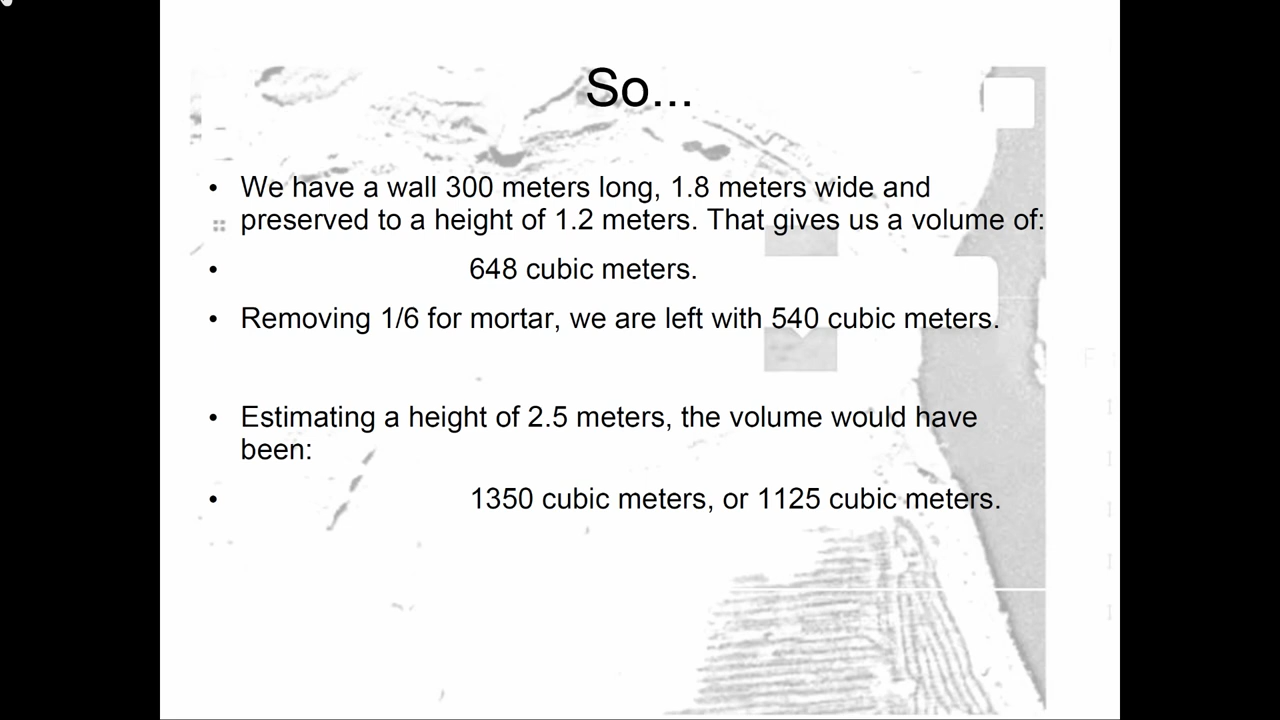 So...
• We have a wall 300 meters long, 1.8 meters wide and
preserved to a height of 1.2 meters. That gives us a volume of:
• 648 cubic meters.
• Removing 1/6 for mortar, we are left with 540 cubic meters.
• Estimating a height of 2.5 meters, the volume would have
been:
• 1350 cubic meters, or 1125 cubic meters.